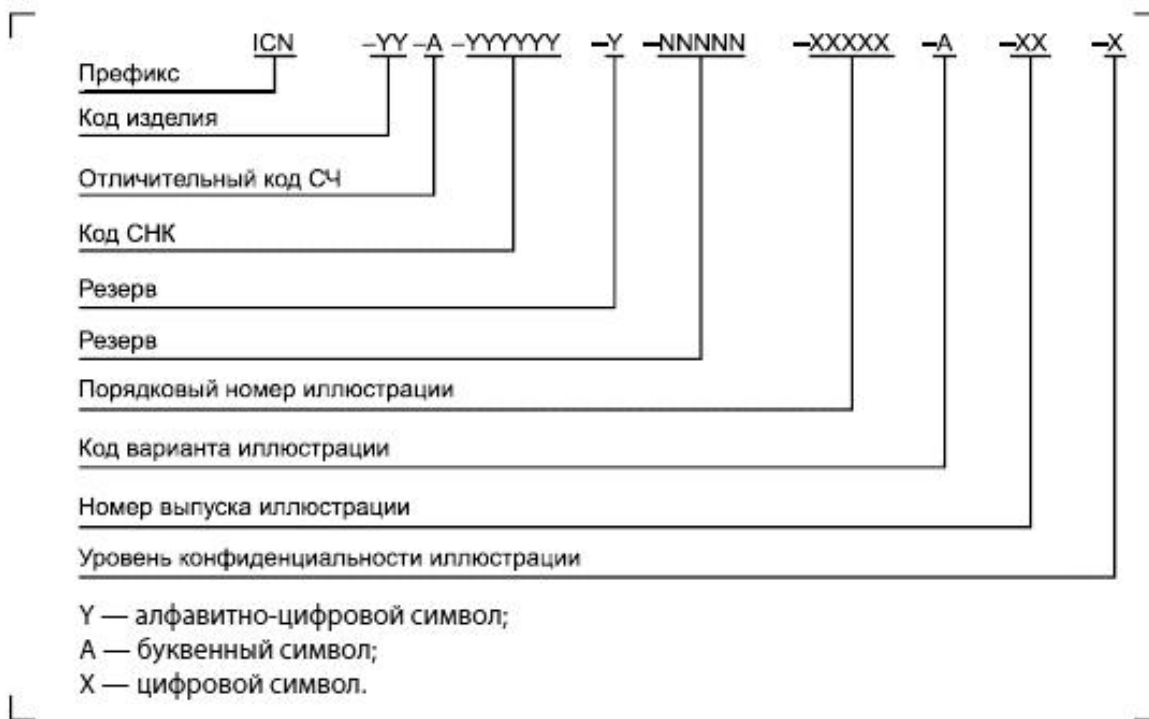 ICN –YY –A –YYYYYY –Y –NNNNN –XXXXX –A –XX –X
Префикс
Код изделия
Отличительный код СЧ
Код СНК
Резерв
Резерв
Порядковый номер иллюстрации
Код варианта иллюстрации
Номер выпуска иллюстрации
Уровень конфиденциальности иллюстрации
Y — алфавитно-цифровой символ;
A — буквенный символ;
X — цифровой символ.